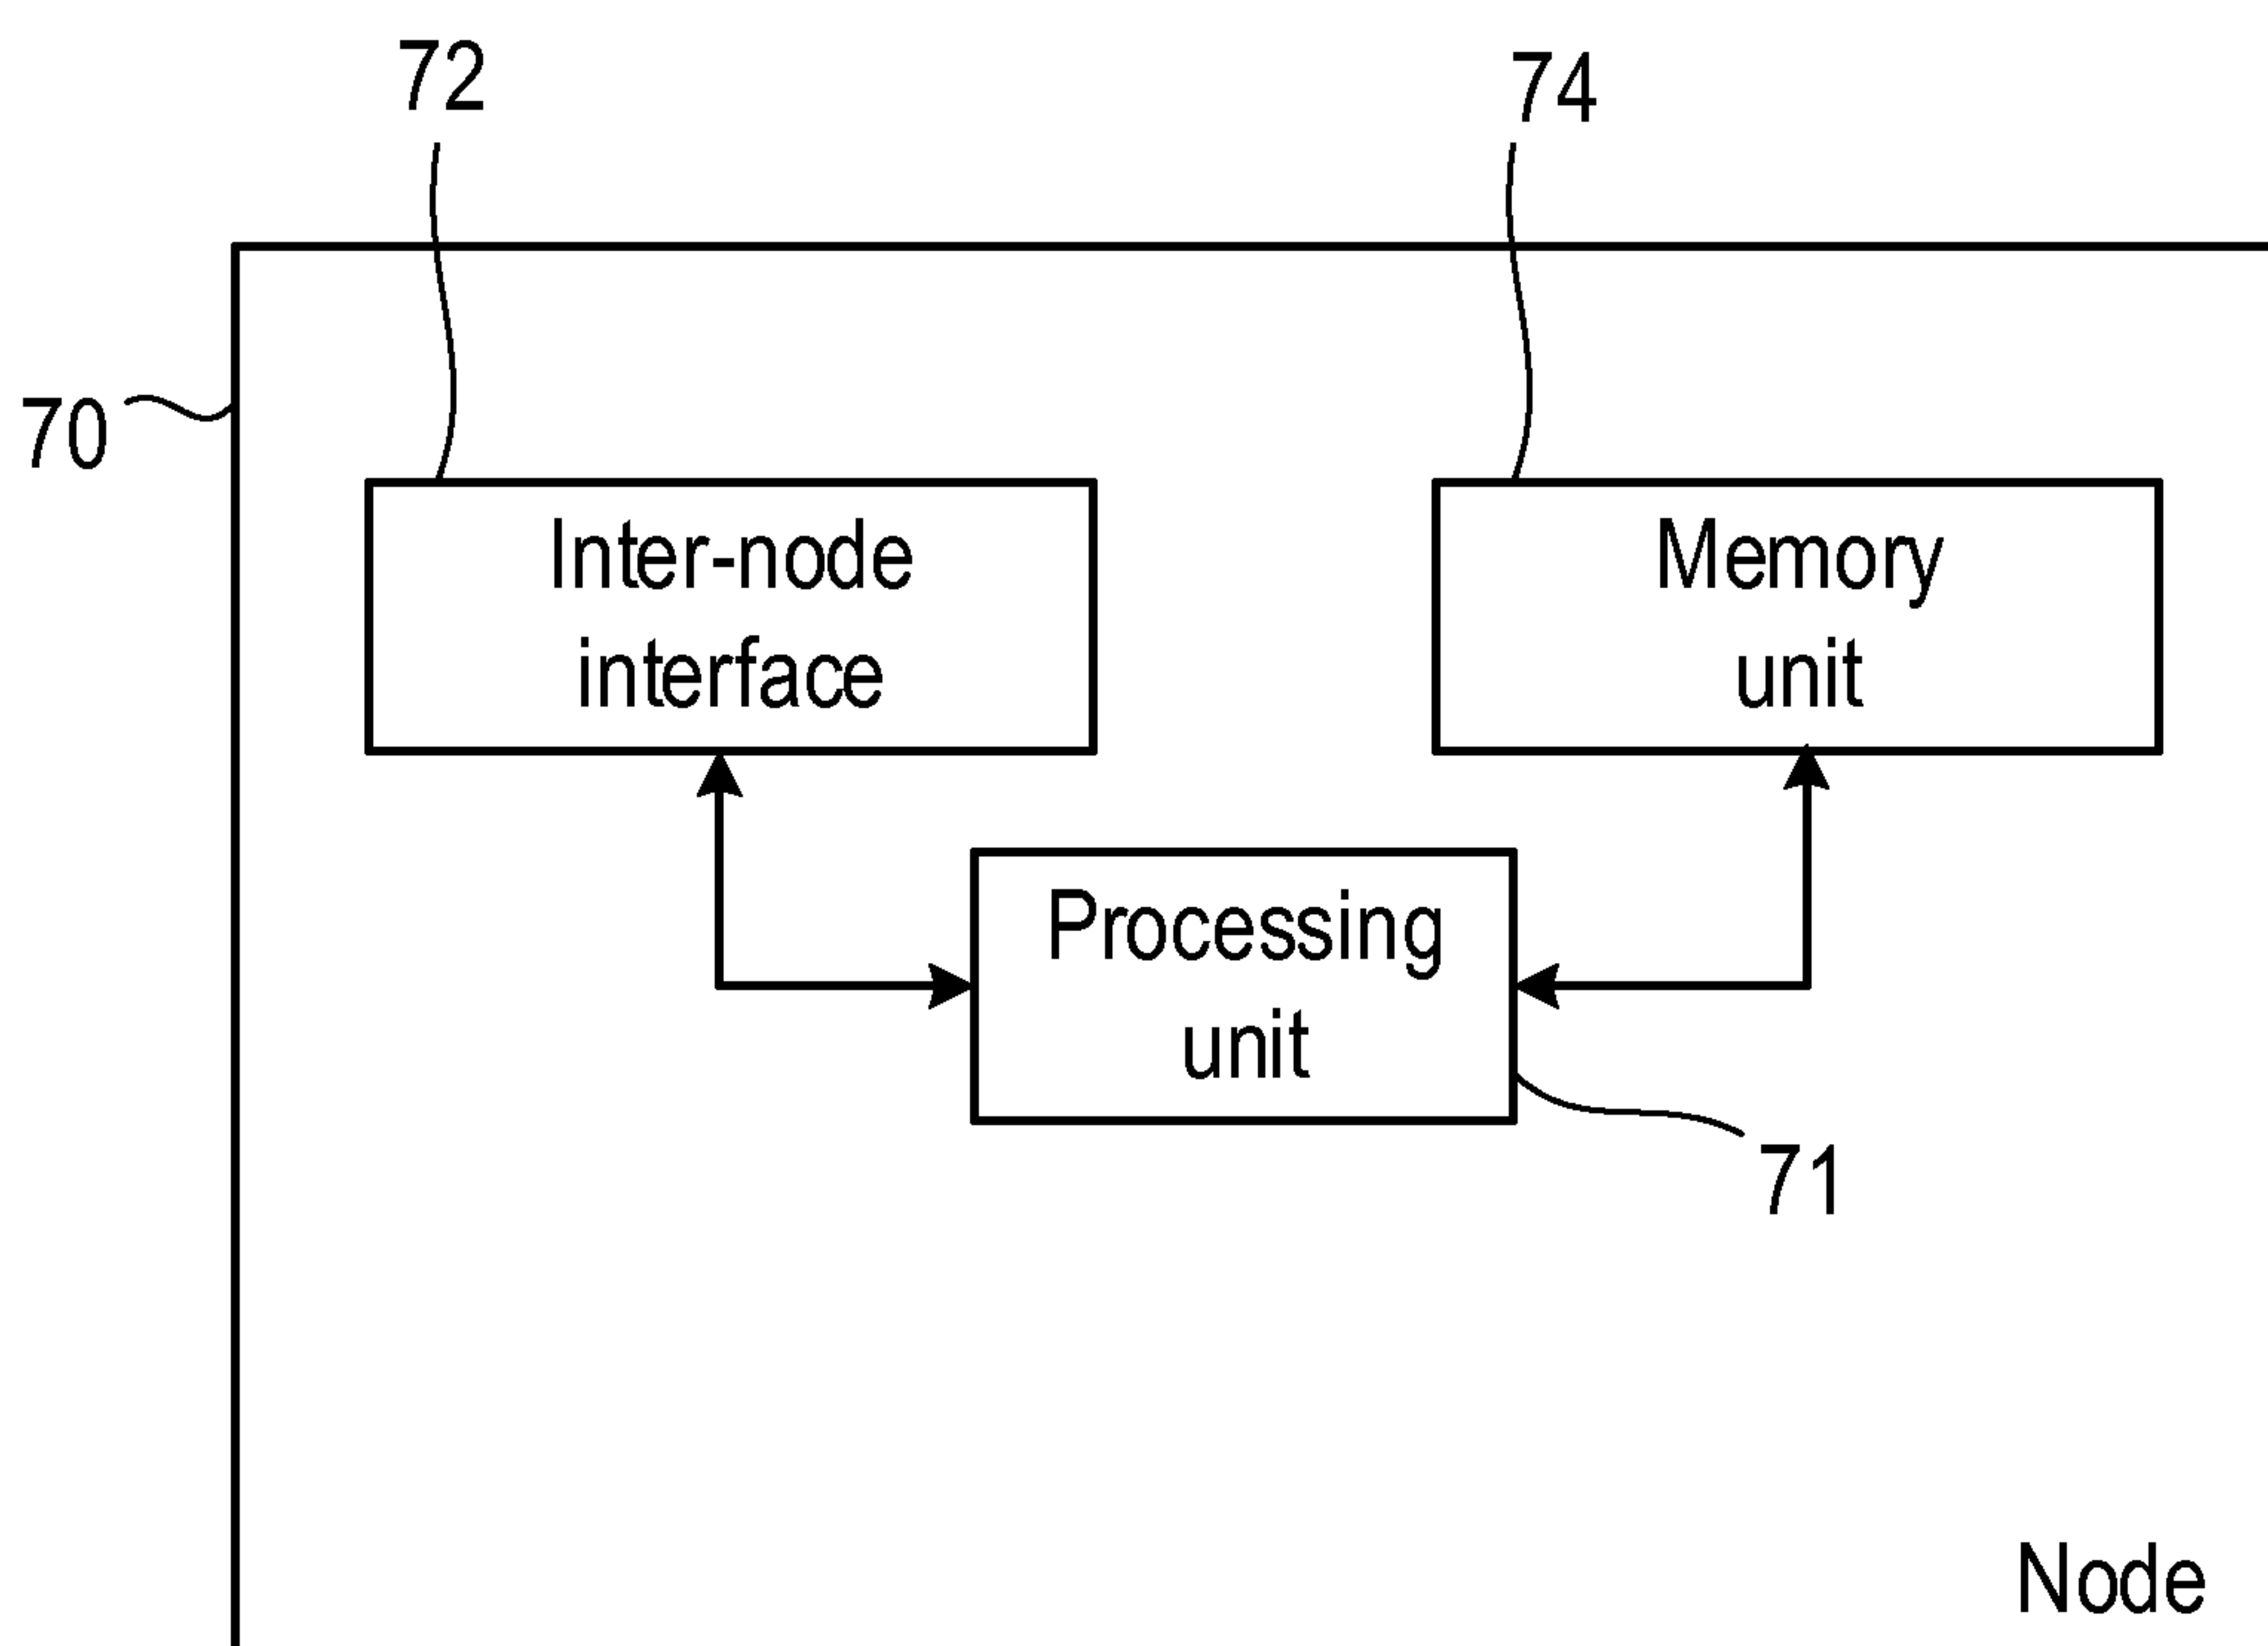 72
74
70
Inter-node
interface
Memory
unit
Processing
unit
71
Node